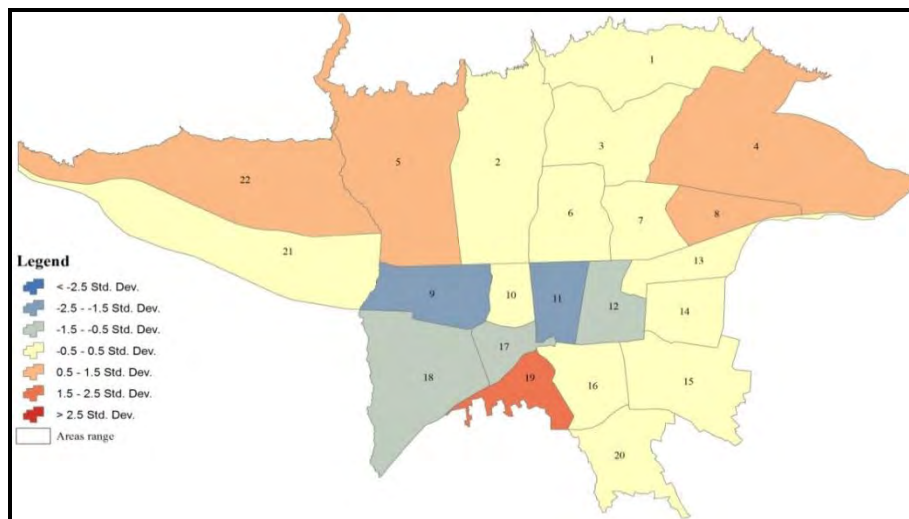 1
4
3
5
2
22
6
7
8
21
13
Legend
< -2.5 Std. Dev.
-2.5 - -1.5 Std. Dev.
-1.5 - -0.5 Std. Dev.
-0.5 - 0.5 Std. Dev.
0.5 - 1.5 Std. Dev.
1.5 - 2.5 Std. Dev.
> 2.5 Std. Dev.
Areas range
9
10
11
12
14
17
18
19
16
15
20